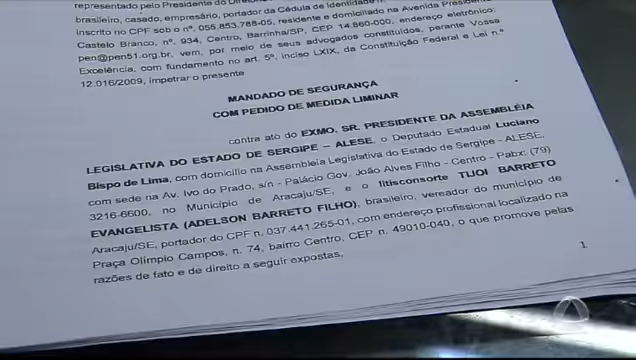 representado pelo Presidente do Diretório
brasileiro, casado, empresário, portador da Cédula de Identidade
inscrito no CPF sob o nº. 055.853.788-05, residente e domiciliado na Avenida Presidente
Castelo Branco, nº. 934, Centro, Barrinha/SP, CEP 14.860-000, endereço eletrônico:
pen@pen51.org.br, vem, por meio de seus advogados constituídos, perante Vossa
Excelência, com fundamento no art. 5º, inciso LXIX, da Constituição Federal e Lei n.º
12.016/2009, impetrar o presente
MANDADO DE SEGURANÇA
COM PEDIDO DE MEDIDA LIMINAR
contra ato do EXMO. SR. PRESIDENTE DA ASSEMBLÉIA
LEGISLATIVA DO ESTADO DE SERGIPE – ALESE, o Deputado Estadual Luciano
Bispo de Lima, com domicílio na Assembleia Legislativa do Estado de Sergipe - ALESE,
com sede na Av. Ivo do Prado, s/n - Palácio Gov. João Alves Filho - Centro - Pabx: (79)
3216-6600, no Município de Aracaju/SE, e o litisconsorte TIJOI BARRETO
EVANGELISTA (ADELSON BARRETO FILHO), brasileiro, vereador do município de
Aracaju/SE, portador do CPF n. 037.441.265-01, com endereço profissional localizado na
Praça Olímpio Campos, n. 74, bairro Centro, CEP n. 49010-040, o que promove pelas
razões de fato e de direito a seguir expostas.
1